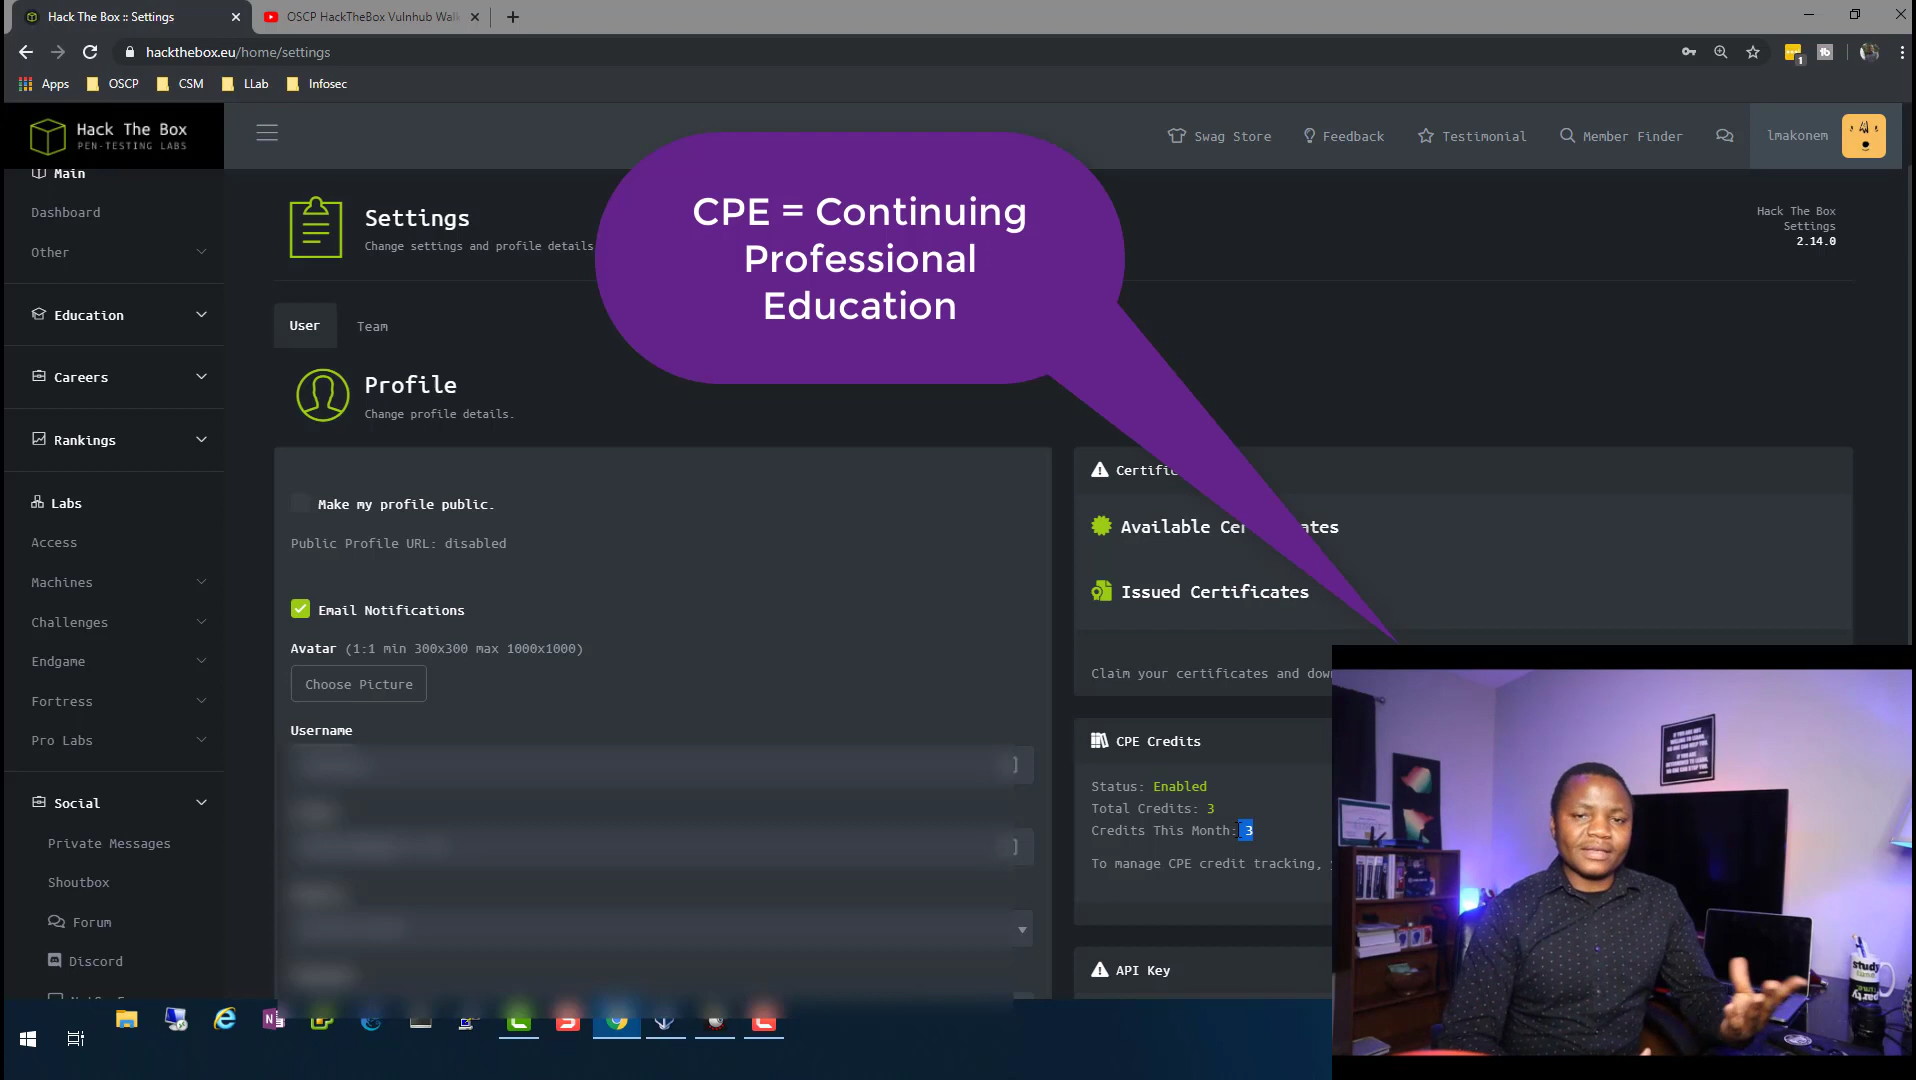 Hack The Box :: Settings
OSCP HackTheBox Vulnhub Walk
hackthebox.eu/home/settings
1
Apps
OSCP
CSM
LLab
Infosec
Hack The Box
PEN-TESTING LABS
Swag Store
Feedback
Testimonial
Member Finder
lmakonem
Main
Dashboard
Other
Education
Careers
Rankings
Labs
Access
Machines
Challenges
Endgame
Fortress
Pro Labs
Social
Private Messages
Shoutbox
Forum
Discord
Settings
Change settings and profile details
Hack The Box
Settings
2.14.0
CPE = Continuing
Professional
Education
User
Team
Profile
Change profile details.
Make my profile public.
Public Profile URL: disabled
Email Notifications
Avatar (1:1 min 300x300 max 1000x1000)
Choose Picture
Username
Available
Issued Certificates
Claim your certificates and
CPE Credits
Status: Enabled
Total Credits: 3
Credits This Month: 3
To manage CPE credit tracking,
API Key
study
party